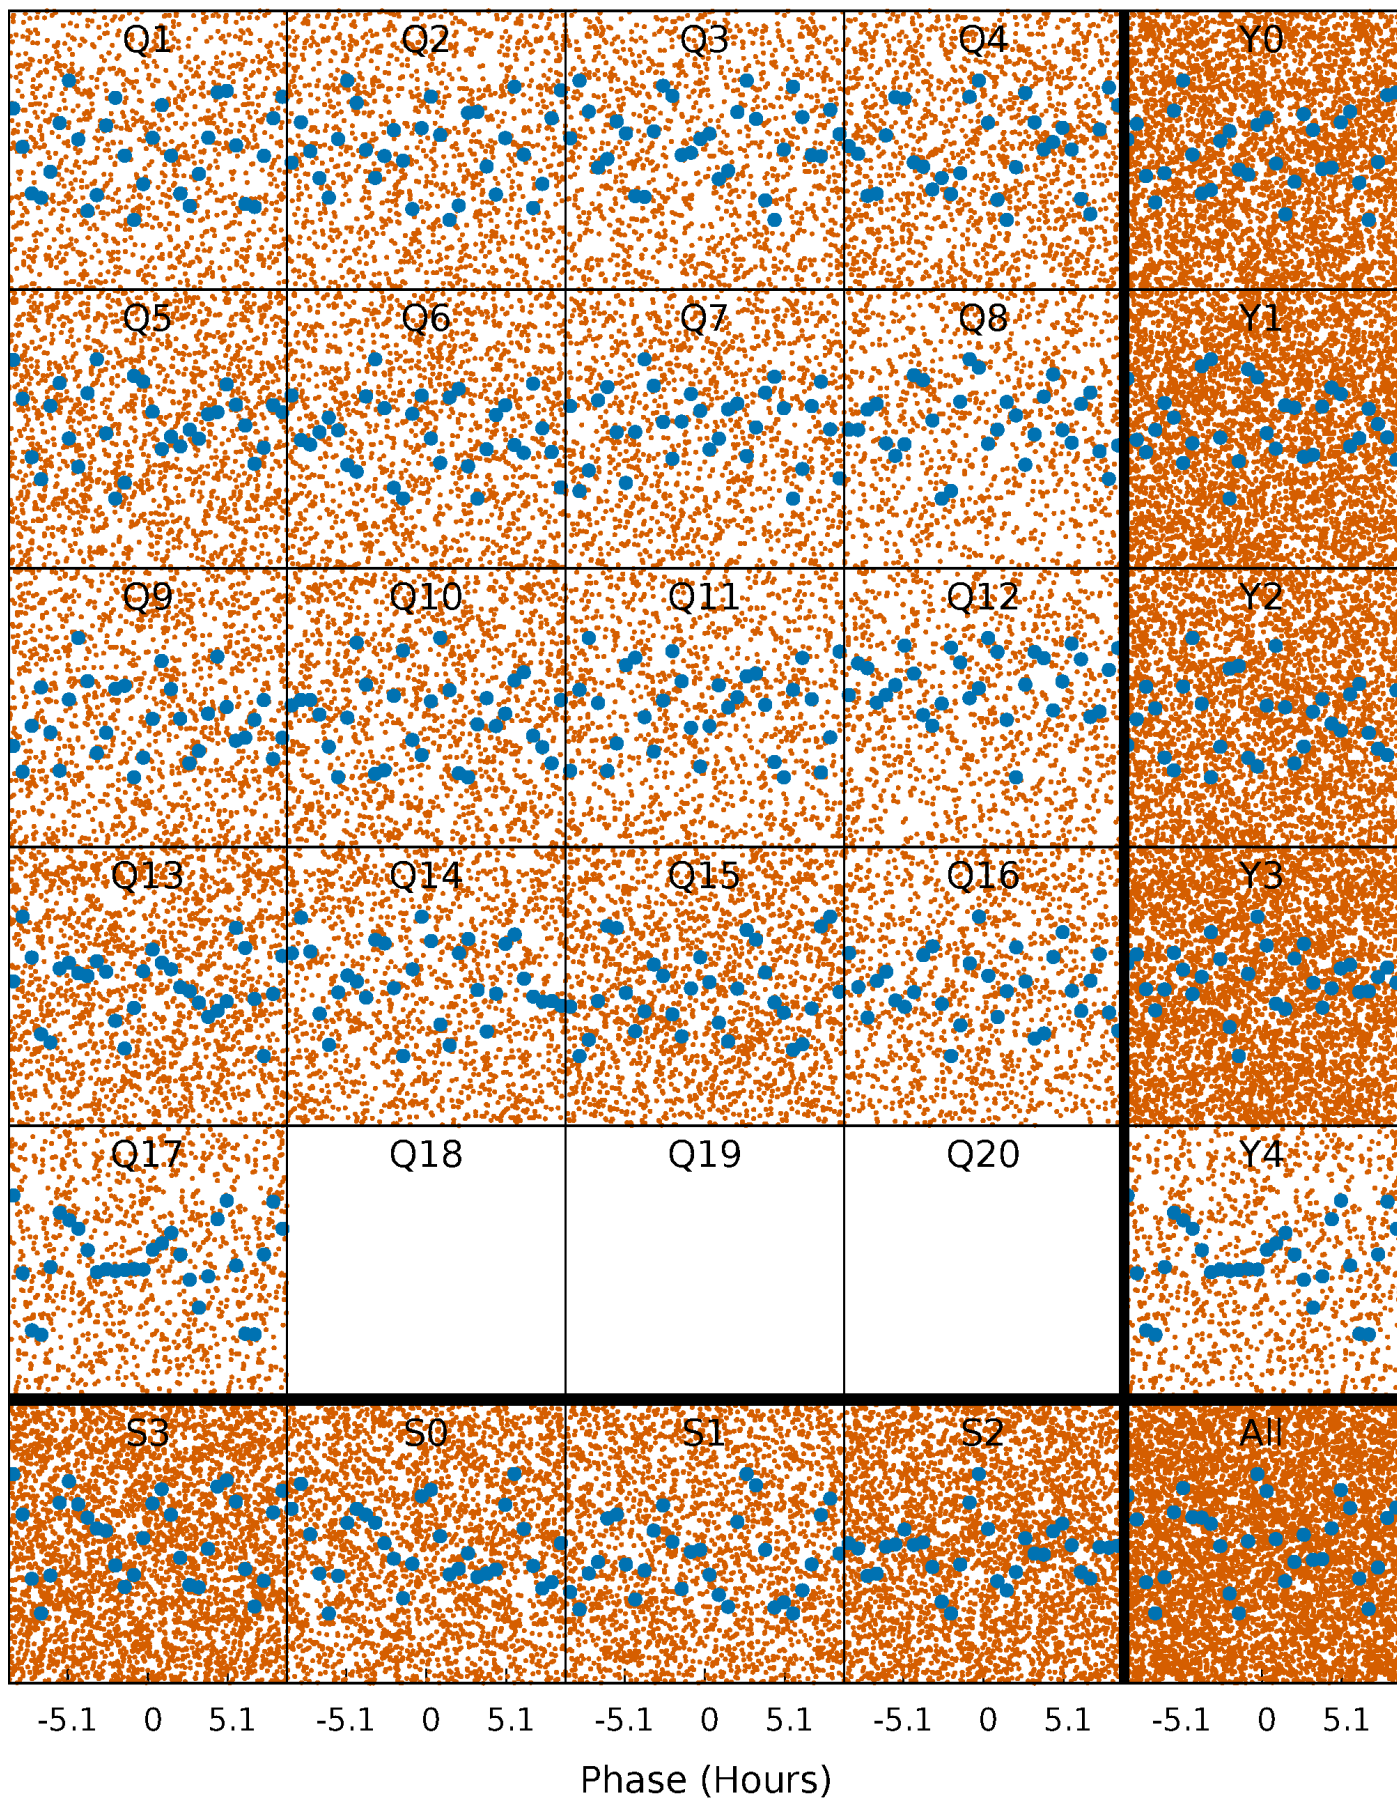 Q1 Q2 Q3 Q4 Y0
Q5 Q6 Q7 Q8 Y1
Q9 Q10 Q11 Q12 Y2
Q13 Q14 Q15 Q16 Y3
Q17 Q18 Q19 Q20 Y4
S3 S0 S1 S2 All
-5.1 0 5.1 -5.1 0 5.1 -5.1 0 5.1 -5.1 0 5.1 -5.1 0 5.1
Phase (Hours)